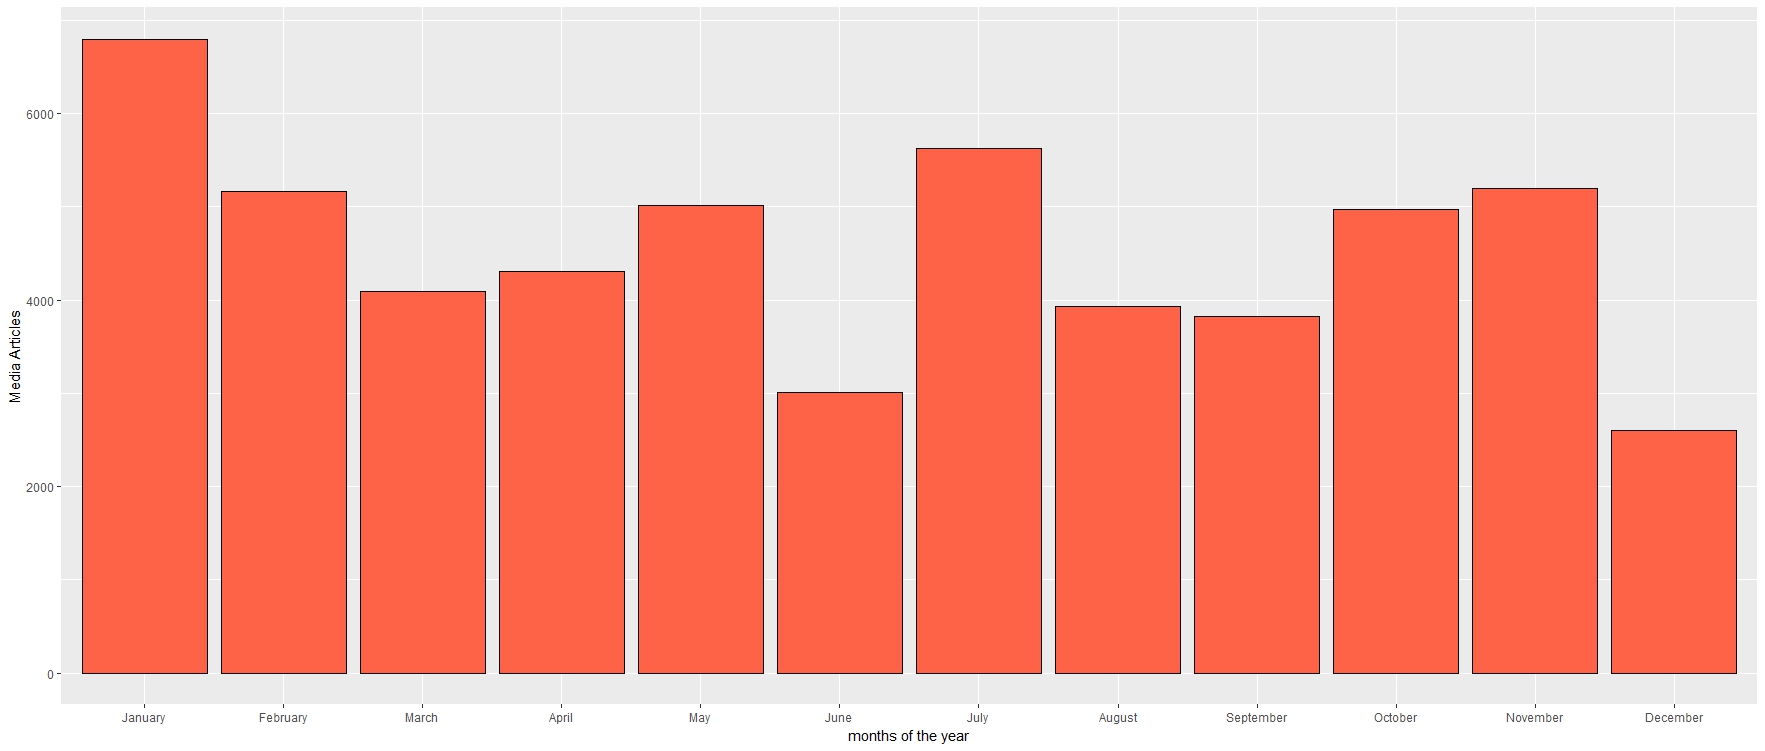 Media Articles
6000
4000
2000
0
January February March April May June July August September October November December
months of the year